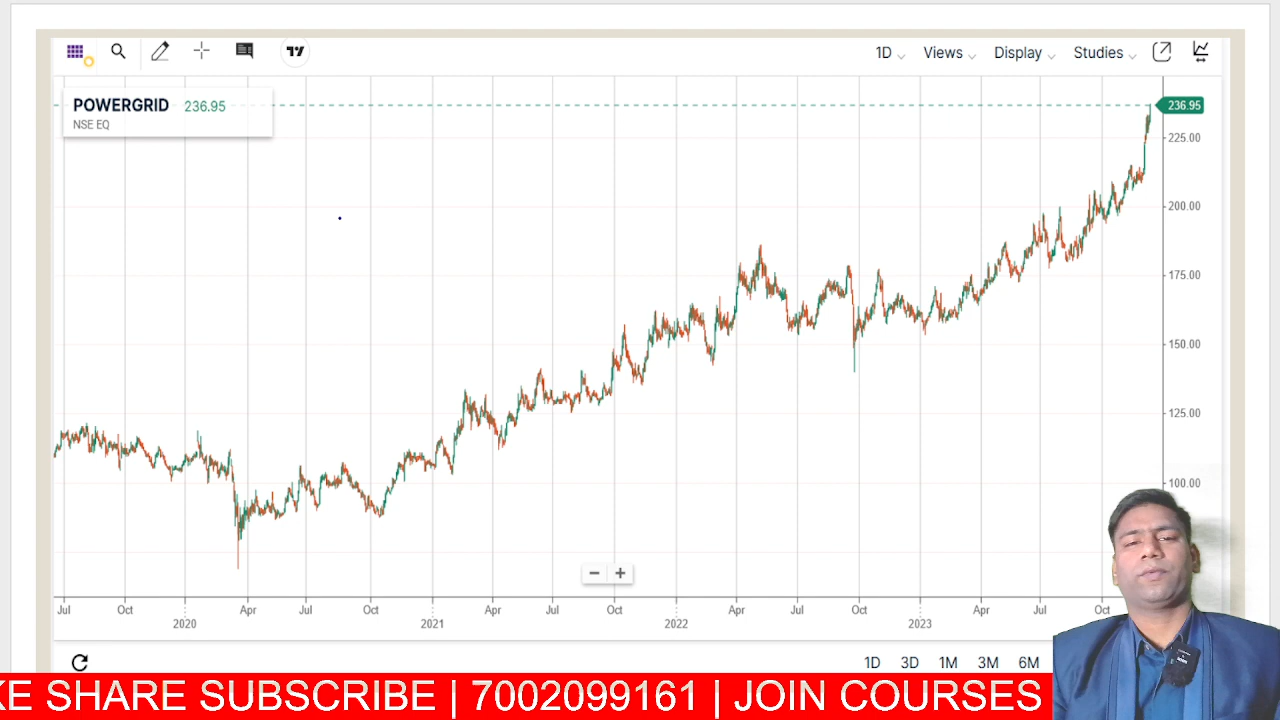 1D Views Display Studies
POWERGRID 236.95
NSE EQ
236.95
225.00
200.00
175.00
150.00
125.00
100.00
Jul Oct Apr Jul Oct Apr Jul Oct Apr Jul Oct Apr Jul Oct
2020 2021 2022 2023
1D 3D 1M 3M 6M
KE SHARE SUBSCRIBE | 7002099161 | JOIN COURSES